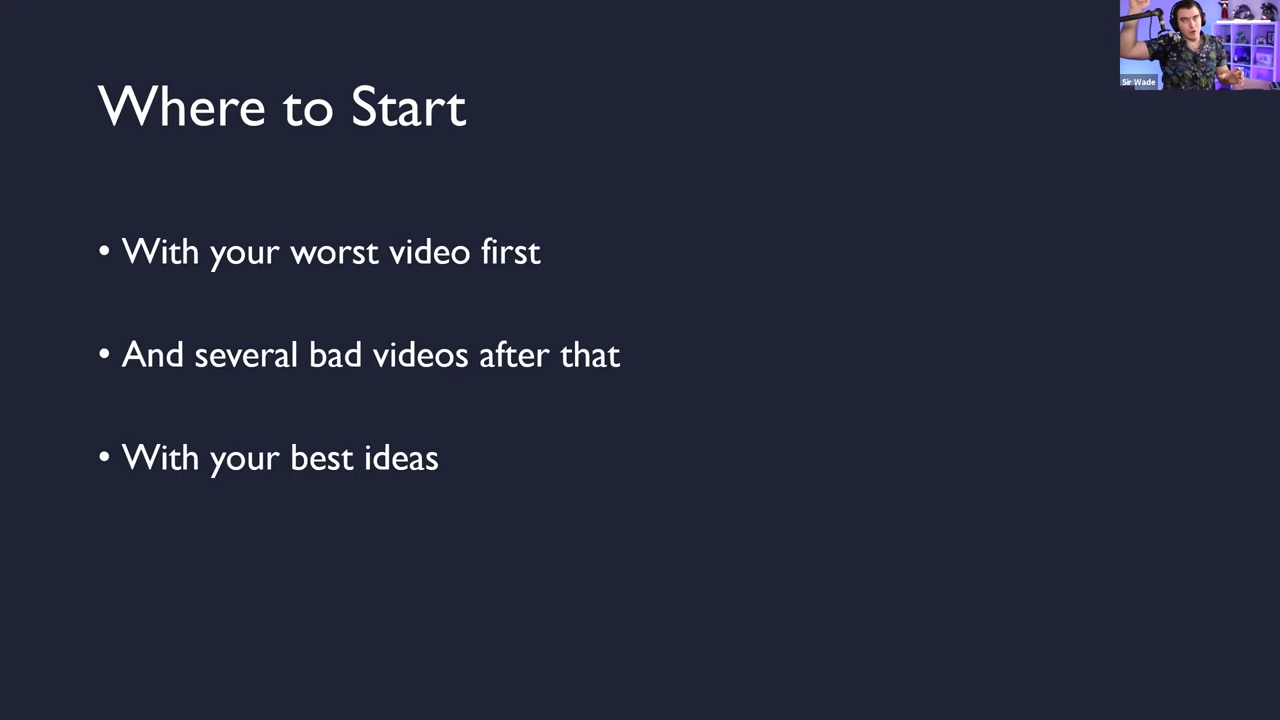 Where to Start
• With your worst video first
• And several bad videos after that
• With your best ideas
Sir Wade